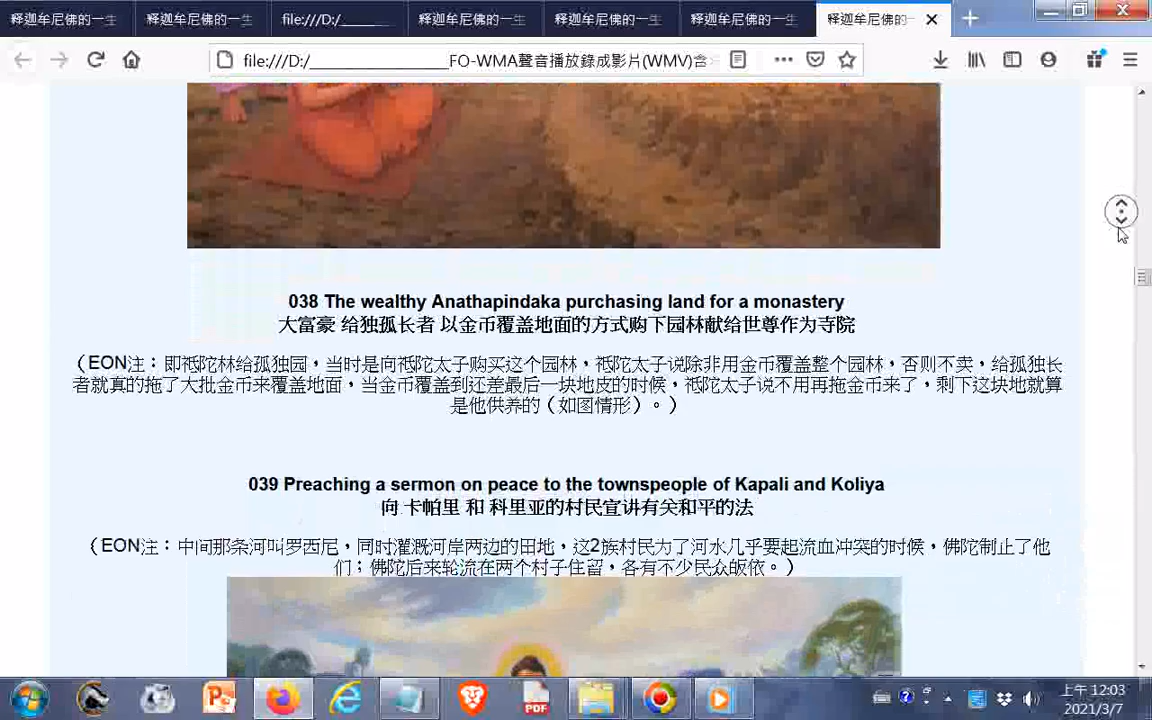 释迦牟尼佛的一生
释迦牟尼佛的一生
file:///D:/______
释迦牟尼佛的一生
释迦牟尼佛的一生
释迦牟尼佛的一生
释迦牟尼佛的一
file:///D:/__________________FO-WMA聲音播放錄成影片(WMV)含
038 The wealthy Anathapindaka purchasing land for a monastery
大富豪 给独孤长者 以金币覆盖地面的方式购下园林献给世尊作为寺院
（EON注：即祗陀林给孤独园，当时是向祗陀太子购买这个园林，祗陀太子说除非用金币覆盖整个园林，否则不卖，给孤独长
者就真的拖了大批金币来覆盖地面，当金币覆盖到还差最后一块地皮的时候，祗陀太子说不用再拖金币来了，剩下这块地就算
是他供养的（如图情形）。）
039 Preaching a sermon on peace to the townspeople of Kapali and Koliya
向 卡帕里 和 科里亚的村民宣讲有关和平的法
（EON注：中间那条河叫罗西尼，同时灌溉河岸两边的田地，这2族村民为了河水几乎要起流血冲突的时候，佛陀制止了他
们；佛陀后来轮流在两个村子住留，各有不少民众皈依。）
PDF
上午 12:03
2021/3/7